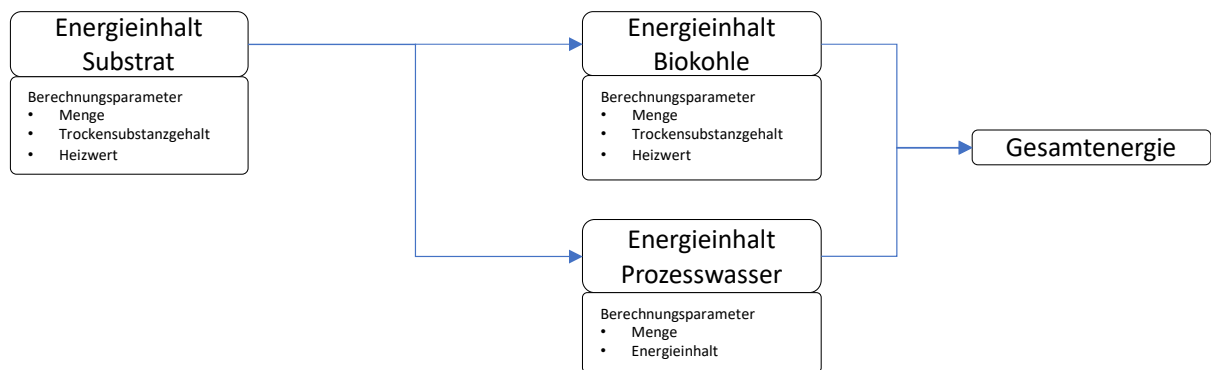 Energieinhalt
Substrat
Berechnungsparameter
• Menge
• Trockensubstanzgehalt
• Heizwert
Energieinhalt
Biokohle
Berechnungsparameter
• Menge
• Trockensubstanzgehalt
• Heizwert
Energieinhalt
Prozesswasser
Berechnungsparameter
• Menge
• Energieinhalt
Gesamtenergie